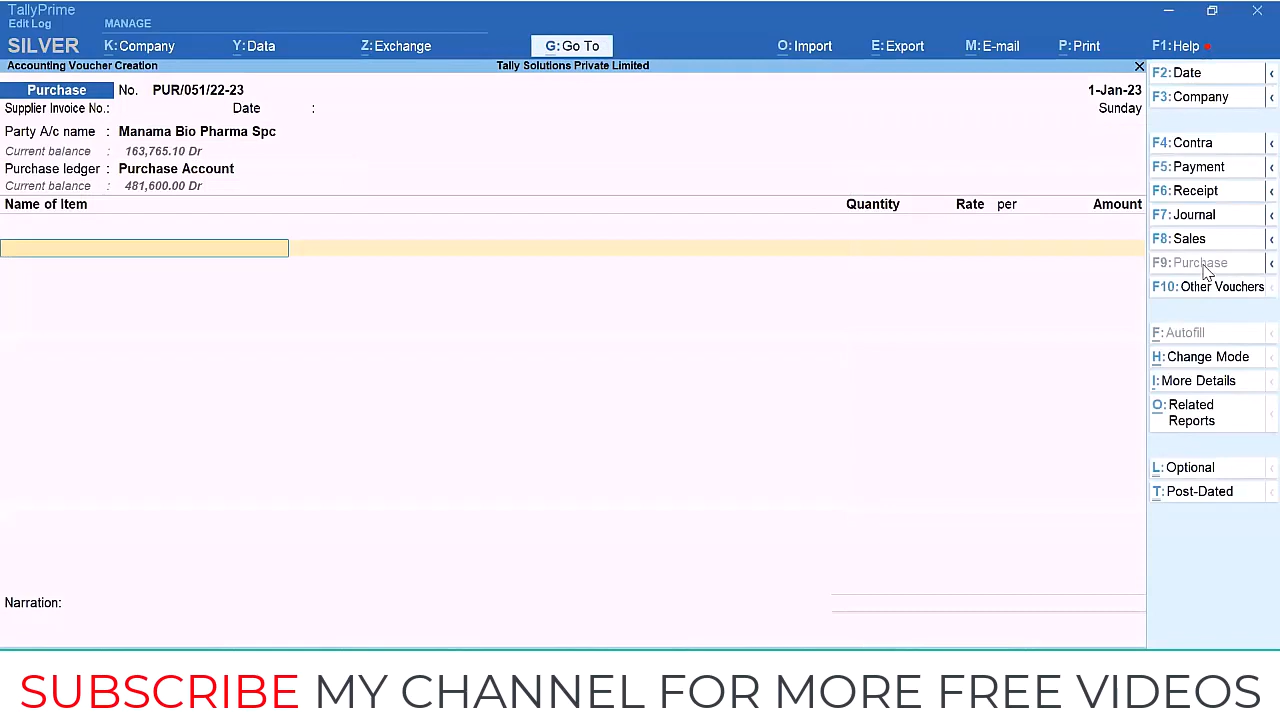 TallyPrime
Edit Log
MANAGE
SILVER K:Company Y:Data Z:Exchange G:Go To O:Import E:Export M:E-mail P:Print F1:Help
Accounting Voucher Creation Tally Solutions Private Limited
Purchase No. PUR/051/22-23 1-Jan-23
Supplier Invoice No.: Date : Sunday
Party A/c name : Manama Bio Pharma Spc
Current balance : 163,765.10 Dr
Purchase ledger : Purchase Account
Current balance : 481,600.00 Dr
Name of Item Quantity Rate per Amount
Narration:
F2:Date
F3:Company
F4:Contra
F5:Payment
F6:Receipt
F7:Journal
F8:Sales
F9:Purchase
F10:Other Vouchers
F:Autofill
H:Change Mode
I:More Details
O:Related
Reports
L:Optional
T:Post-Dated
SUBSCRIBE MY CHANNEL FOR MORE FREE VIDEOS